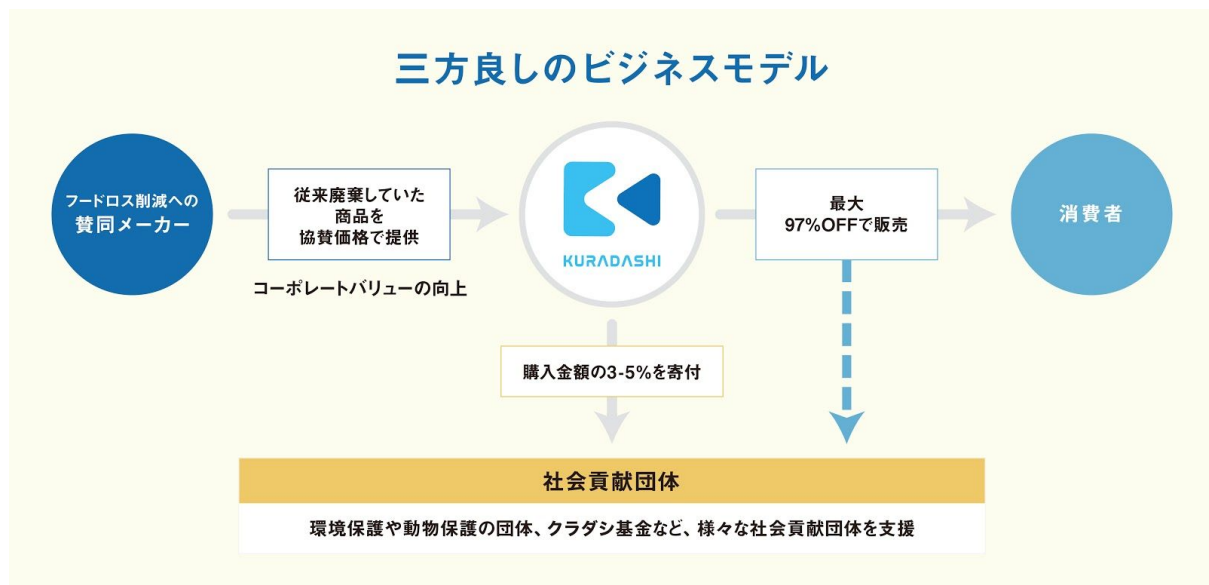 三方良しのビジネスモデル
フードロス削減への
賛同メーカー
従来廃棄していた
商品を
協賛価格で提供
コーポレートバリューの向上
KURADASHI
最大
97%OFFで販売
消費者
購入金額の3-5%を寄付
社会貢献団体
環境保護や動物保護の団体、クラダシ基金など、様々な社会貢献団体を支援